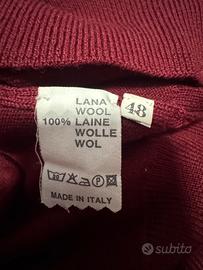 LANA
WOOL
100% LAINE
WOLLE
WOL
MADE IN ITALY
48
subito